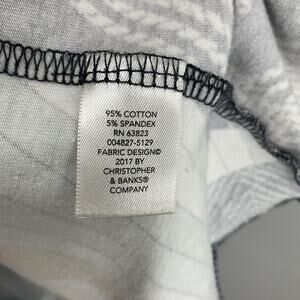 95% COTTON
5% SPANDEX
RN 63823
004827-5129
FABRIC DESIGN©
2017 BY
CHRISTOPHER
& BANKS®
COMPANY